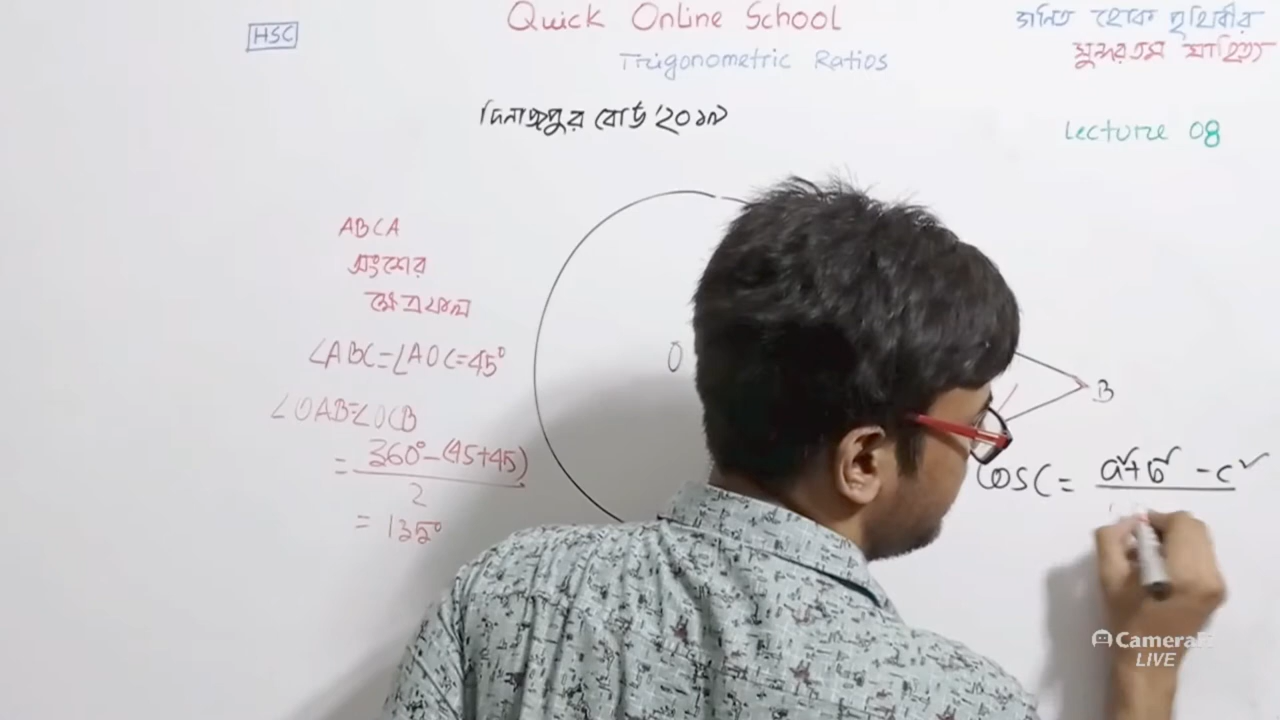 HSC
Quick Online School
Trigonometric Ratios
গনিত হোক পৃথিবীর
সুন্দরতম সাহিত্য
দিনাজপুর বোর্ড '২০১৯
Lecture 08
ABCA
অংশের
ক্ষেত্রফল
∠ABC=∠AOC=45°
∠OAB=∠OCB
= 360°-(45+45) / 2
= 135°
O
B
cosC = a²+b²-c²
CameraFi
LIVE